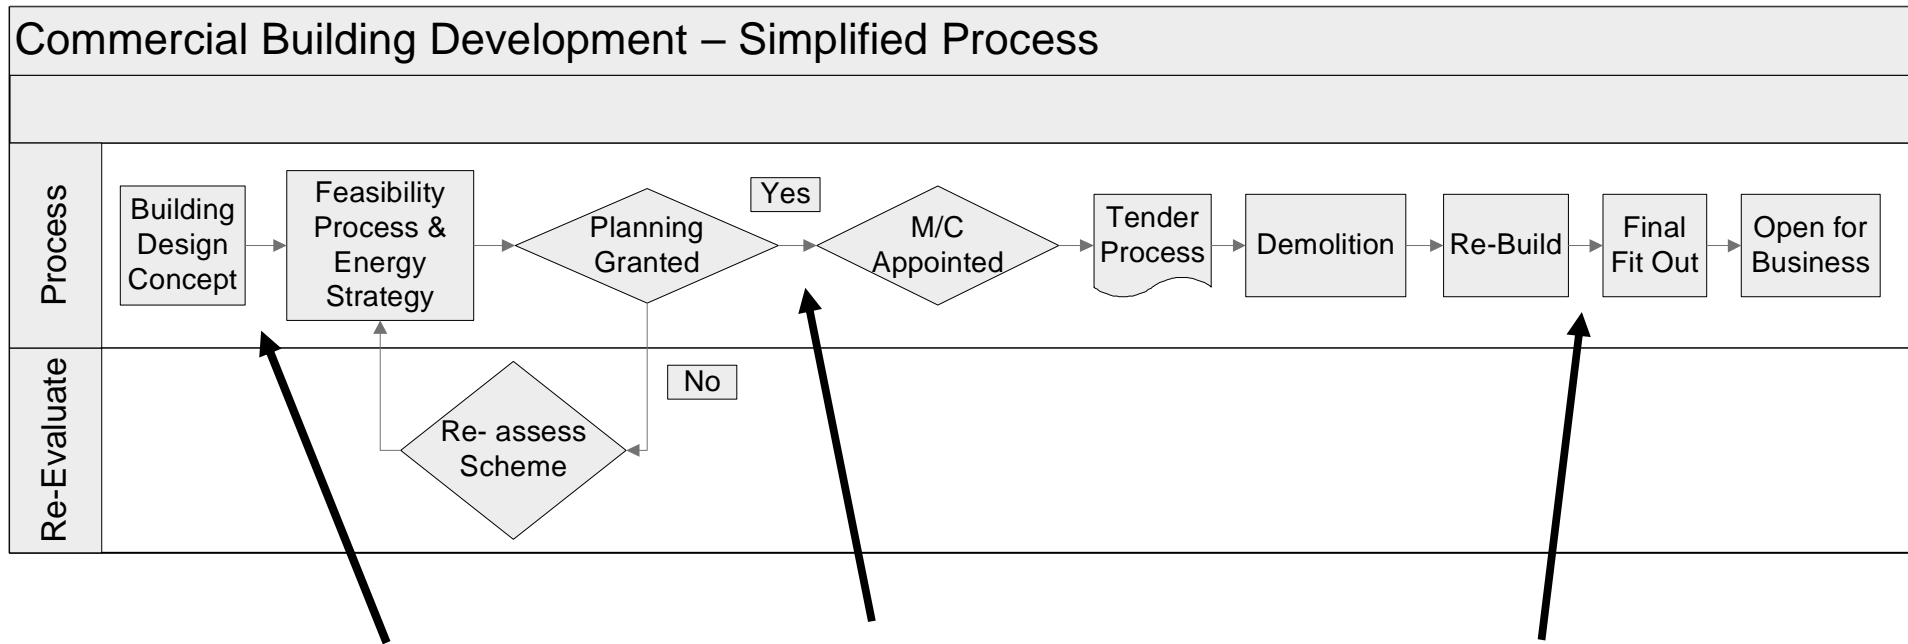 Commercial Building Development – Simplified Process
Process
Building
Design
Concept
Feasibility
Process &
Energy
Strategy
Planning
Granted
Yes
M/C
Appointed
Tender
Process
Demolition
Re-Build
Final
Fit Out
Open for
Business
Re-Evaluate
Re- assess
Scheme
No